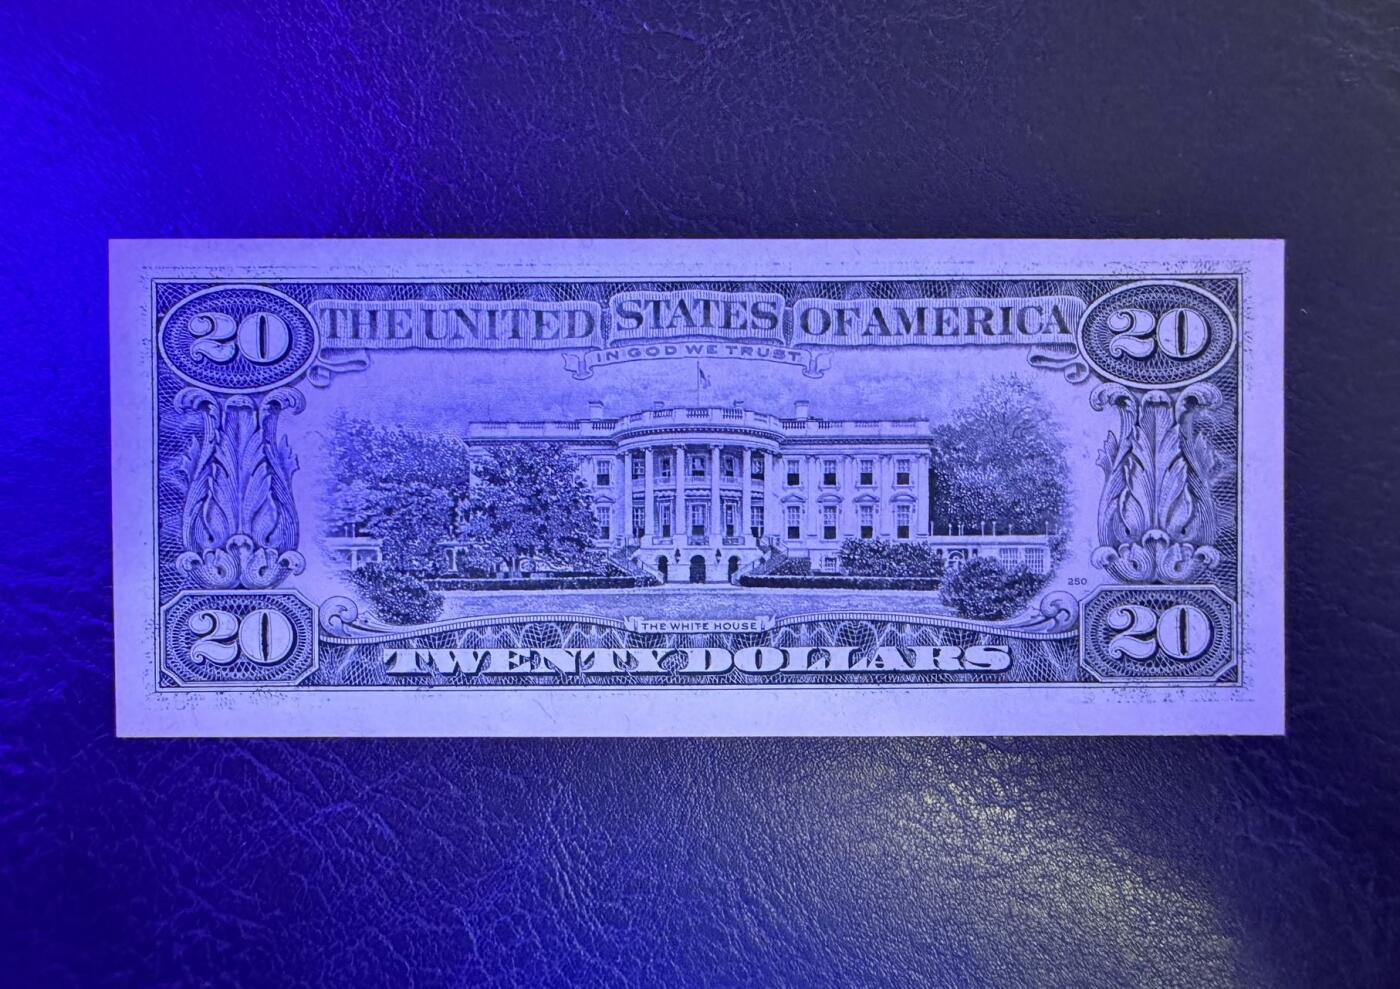 20 THE UNITED STATES OF AMERICA 20
IN GOD WE TRUST
250
THE WHITE HOUSE
20 TWENTY DOLLARS 20